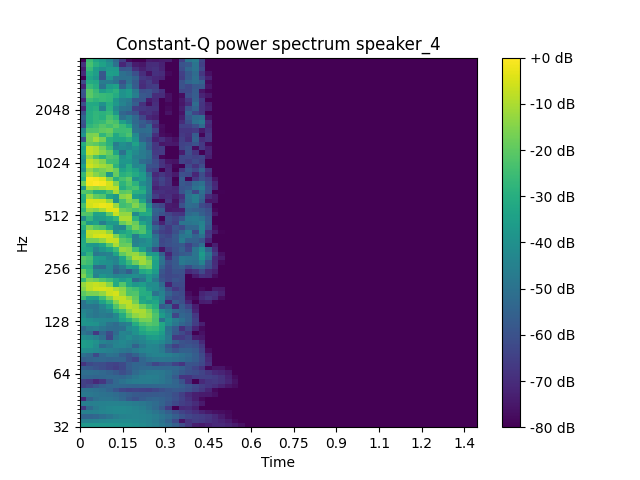 Constant-Q power spectrum speaker_4
+0 dB
-10 dB
-20 dB
-30 dB
-40 dB
-50 dB
-60 dB
-70 dB
-80 dB
Hz
2048
1024
512
256
128
64
32
0 0.15 0.3 0.45 0.6 0.75 0.9 1.1 1.2 1.4
Time